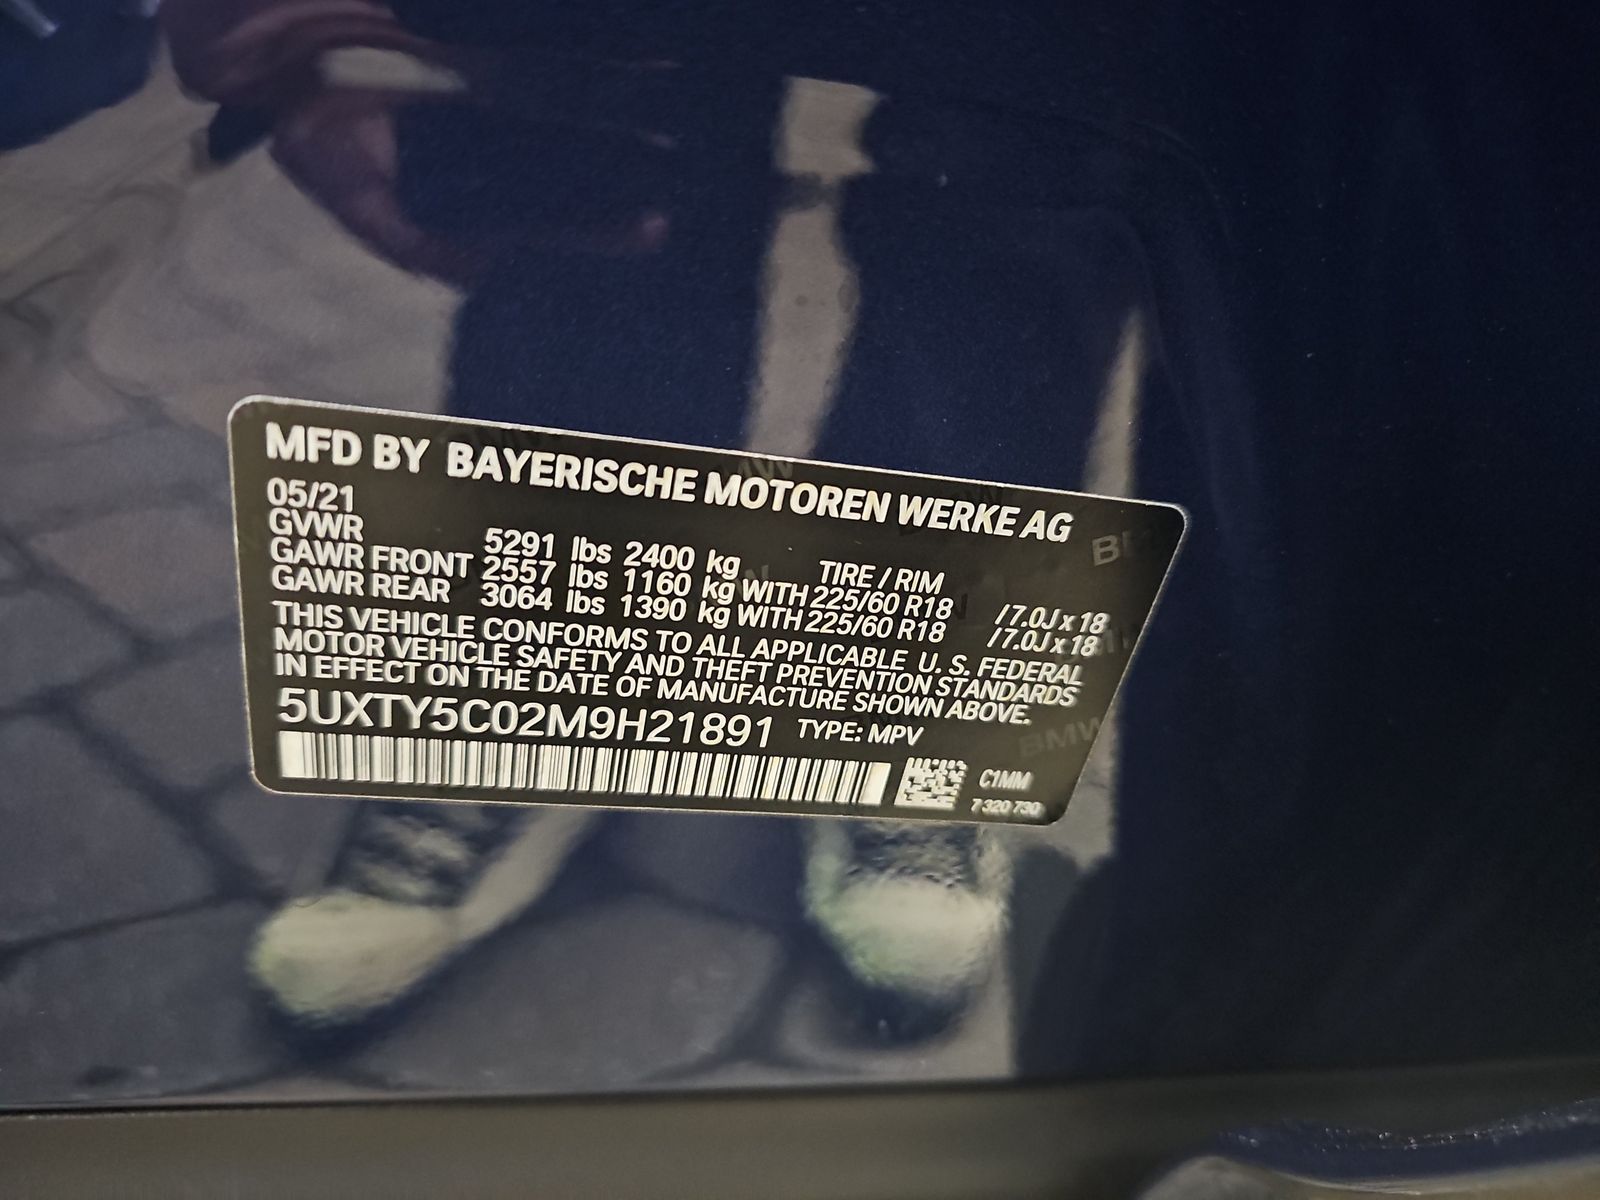 MFD BY BAYERISCHE MOTOREN WERKE AG
05/21
GVWR 5291 lbs 2400 kg TIRE / RIM
GAWR FRONT 2557 lbs 1160 kg WITH 225/60 R18 /7.0J x 18
GAWR REAR 3064 lbs 1390 kg WITH 225/60 R18 /7.0J x 18
THIS VEHICLE CONFORMS TO ALL APPLICABLE U. S. FEDERAL
MOTOR VEHICLE SAFETY AND THEFT PREVENTION STANDARDS
IN EFFECT ON THE DATE OF MANUFACTURE SHOWN ABOVE.
5UXTY5C02M9H21891 TYPE: MPV
C1MM
7 320 730